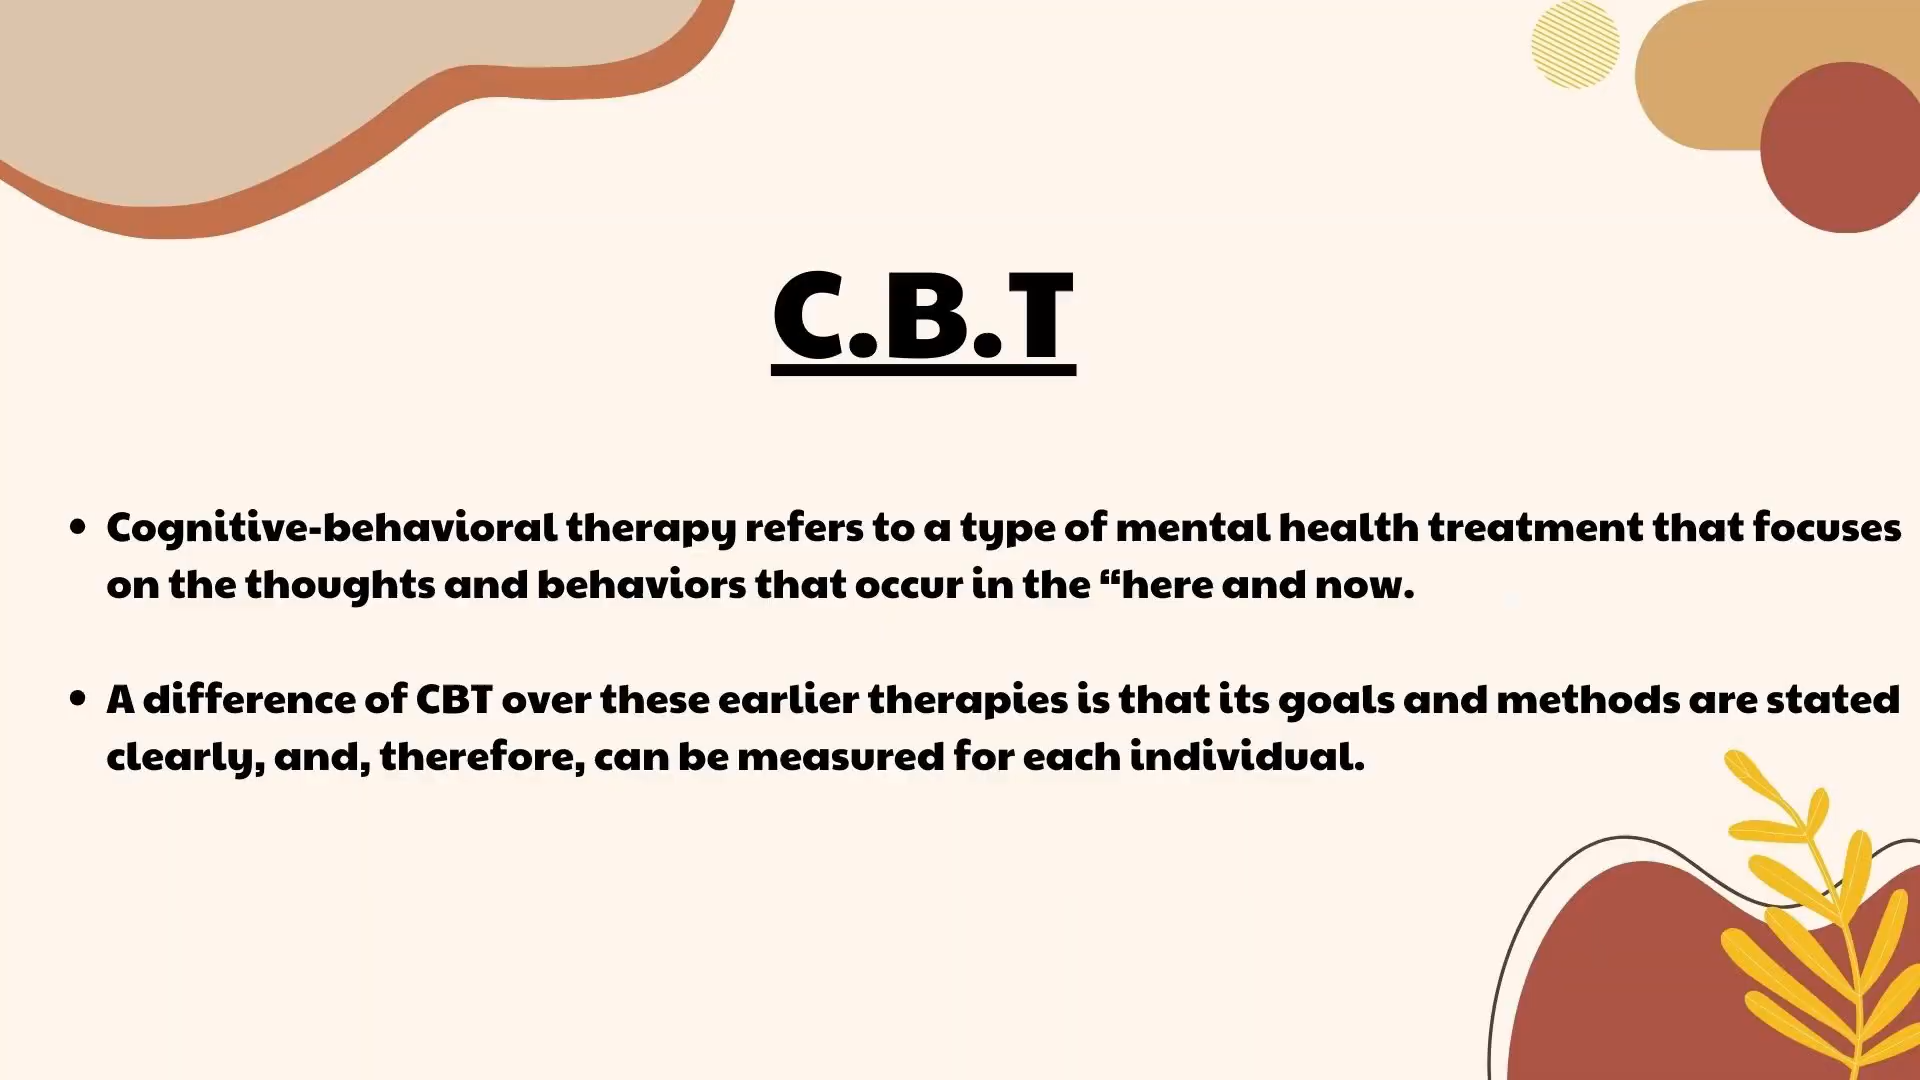 C.B.T
• Cognitive-behavioral therapy refers to a type of mental health treatment that focuses
on the thoughts and behaviors that occur in the “here and now.
• A difference of CBT over these earlier therapies is that its goals and methods are stated
clearly, and, therefore, can be measured for each individual.